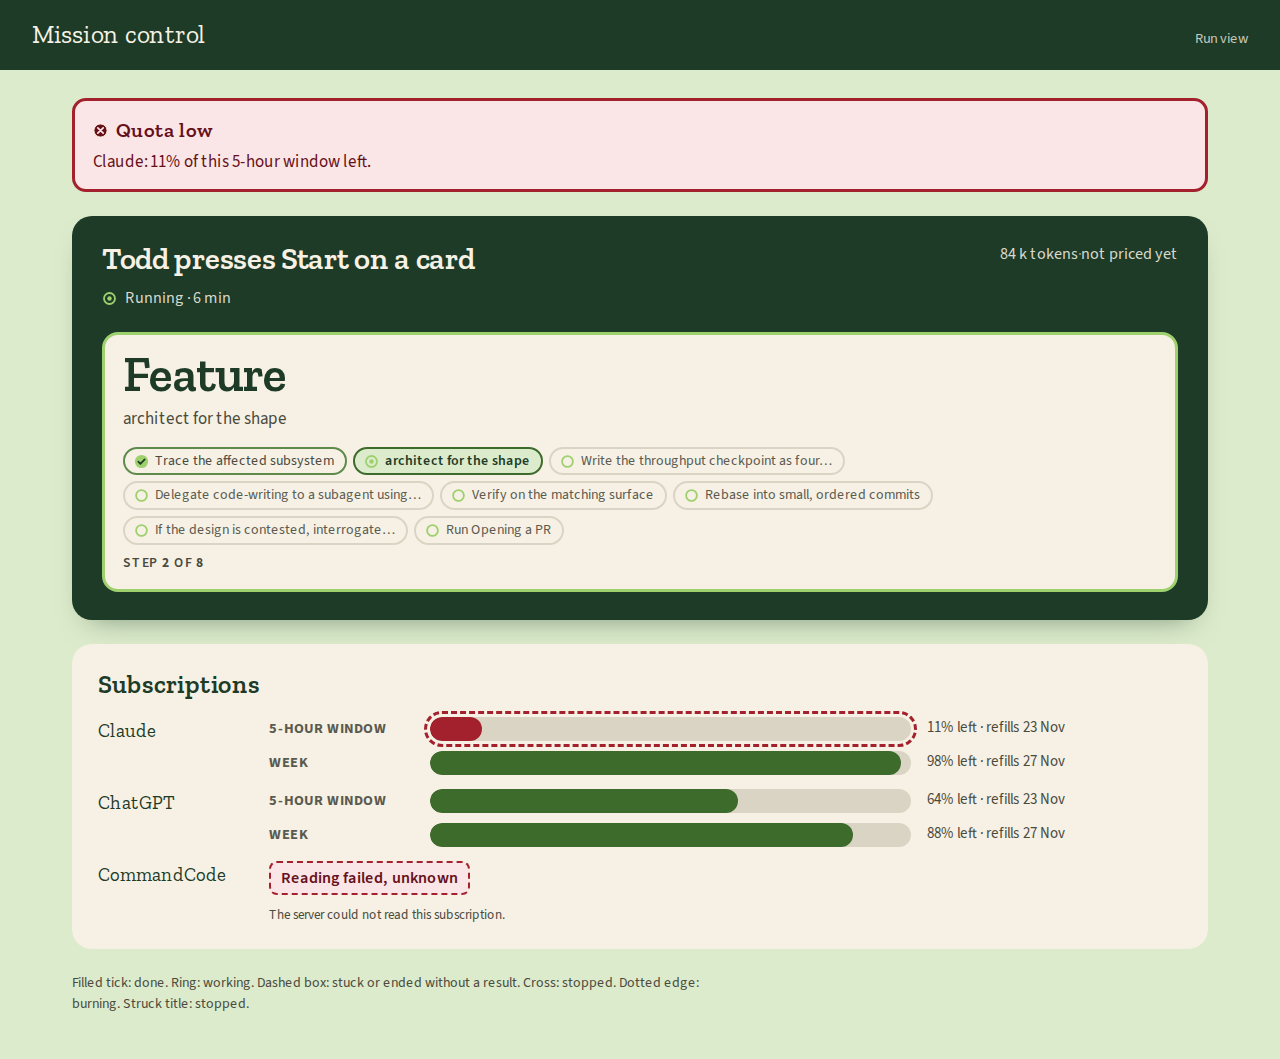 Mission control
Run view
Quota low
Claude: 11% of this 5-hour window left.
Todd presses Start on a card
84 k tokens·not priced yet
Running · 6 min
Feature
architect for the shape
Trace the affected subsystem
architect for the shape
Write the throughput checkpoint as four…
Delegate code-writing to a subagent using…
Verify on the matching surface
Rebase into small, ordered commits
If the design is contested, interrogate…
Run Opening a PR
STEP 2 OF 8
Subscriptions
Claude
5-HOUR WINDOW
11% left · refills 23 Nov
WEEK
98% left · refills 27 Nov
ChatGPT
5-HOUR WINDOW
64% left · refills 23 Nov
WEEK
88% left · refills 27 Nov
CommandCode
Reading failed, unknown
The server could not read this subscription.
Filled tick: done. Ring: working. Dashed box: stuck or ended without a result. Cross: stopped. Dotted edge:
burning. Struck title: stopped.